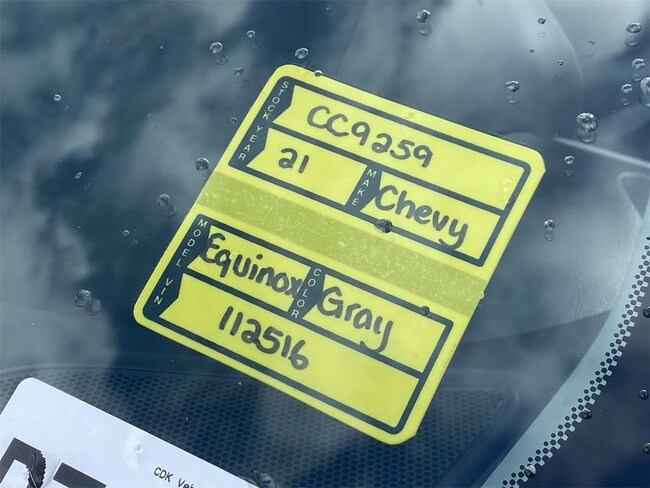 STOCK CC9259
YEAR 21 MAKE Chevy
MODEL Equinox COLOR Gray
VIN 112516
CDK